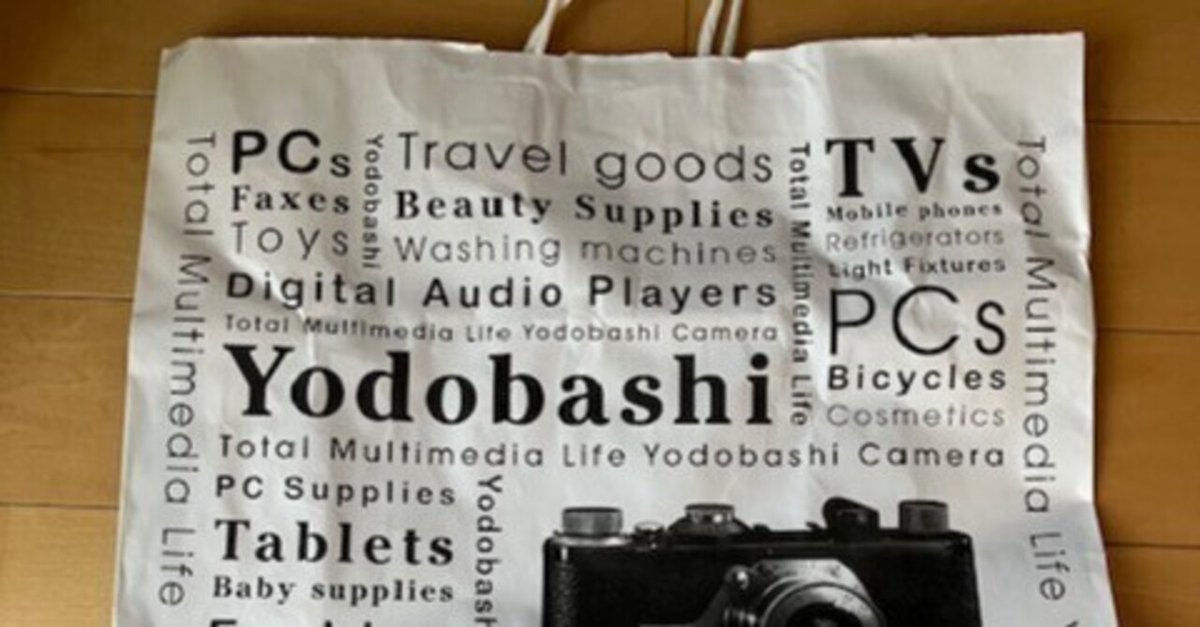 Total Multimedia Life
PCs
Faxes
Toys
Yodobashi
Travel goods
Beauty Supplies
Washing machines
Digital Audio Players
Total Multimedia Life Yodobashi Camera
Yodobashi
Total Multimedia Life
TVs
Mobile phones
Refrigerators
Light Fixtures
PCs
Bicycles
Cosmetics
Total Multimedia Life Yodobashi Camera
PC Supplies
Tablets
Baby supplies
Yodobash
Total Multimedia Life